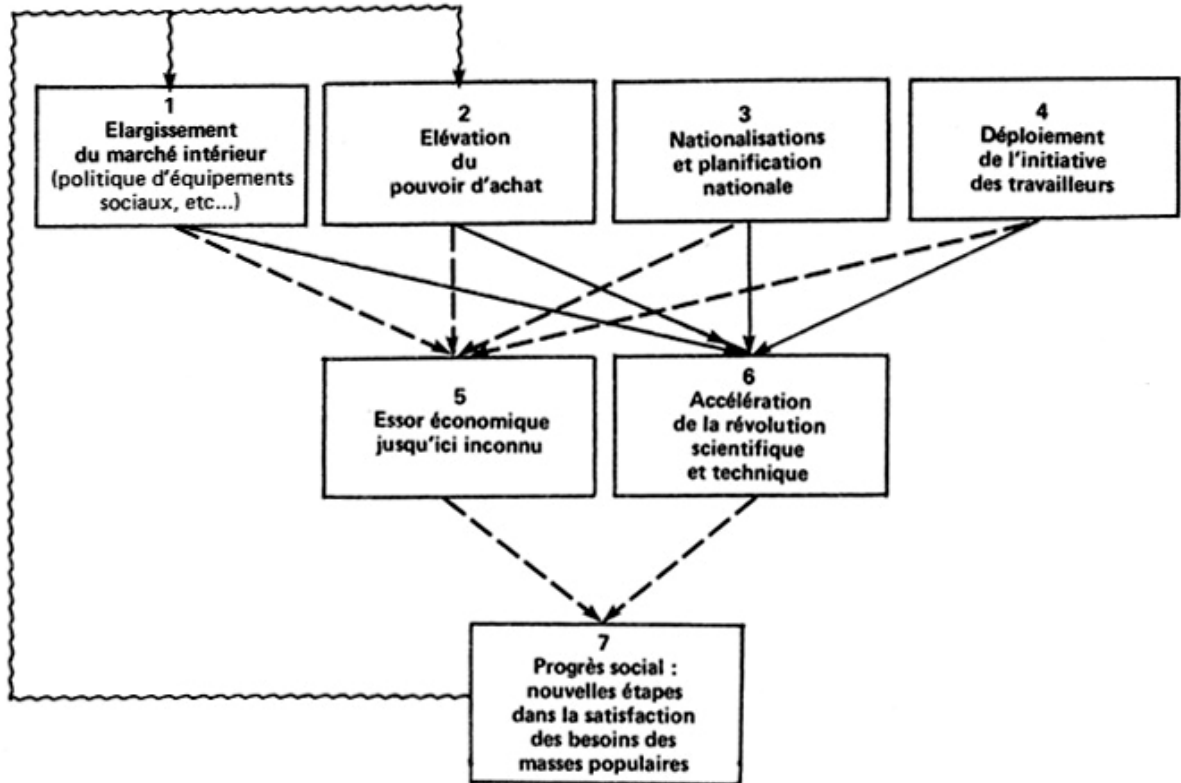 1
Elargissement
du marché intérieur
(politique d'équipements
sociaux, etc...)
2
Elévation
du
pouvoir d'achat
3
Nationalisations
et planification
nationale
4
Déploiement
de l'initiative
des travailleurs
5
Essor économique
jusqu'ici inconnu
6
Accélération
de la révolution
scientifique
et technique
7
Progrès social :
nouvelles étapes
dans la satisfaction
des besoins des
masses populaires